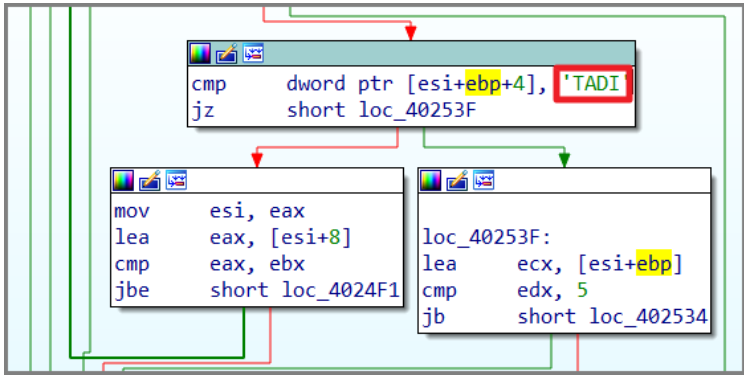 cmp dword ptr [esi+ebp+4], 'TADI'
jz short loc_40253F
mov esi, eax
lea eax, [esi+8]
cmp eax, ebx
jbe short loc_4024F1
loc_40253F:
lea ecx, [esi+ebp]
cmp edx, 5
jb short loc_402534